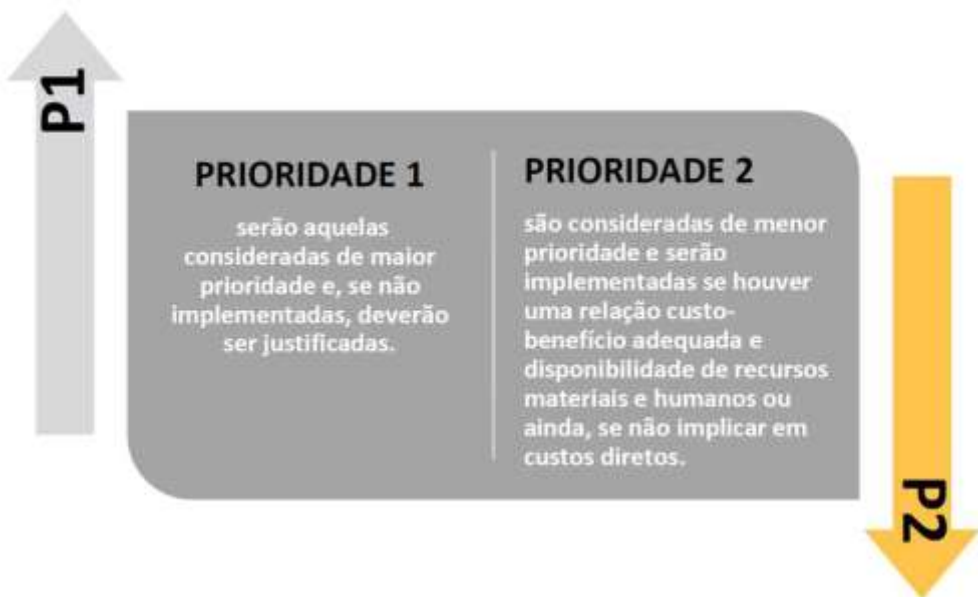 P1
PRIORIDADE 1
serão aquelas
consideradas de maior
prioridade e, se não
implementadas, deverão
ser justificadas.
PRIORIDADE 2
são consideradas de menor
prioridade e serão
implementadas se houver
uma relação custo-
benefício adequada e
disponibilidade de recursos
materiais e humanos ou
ainda, se não implicar em
custos diretos.
P2